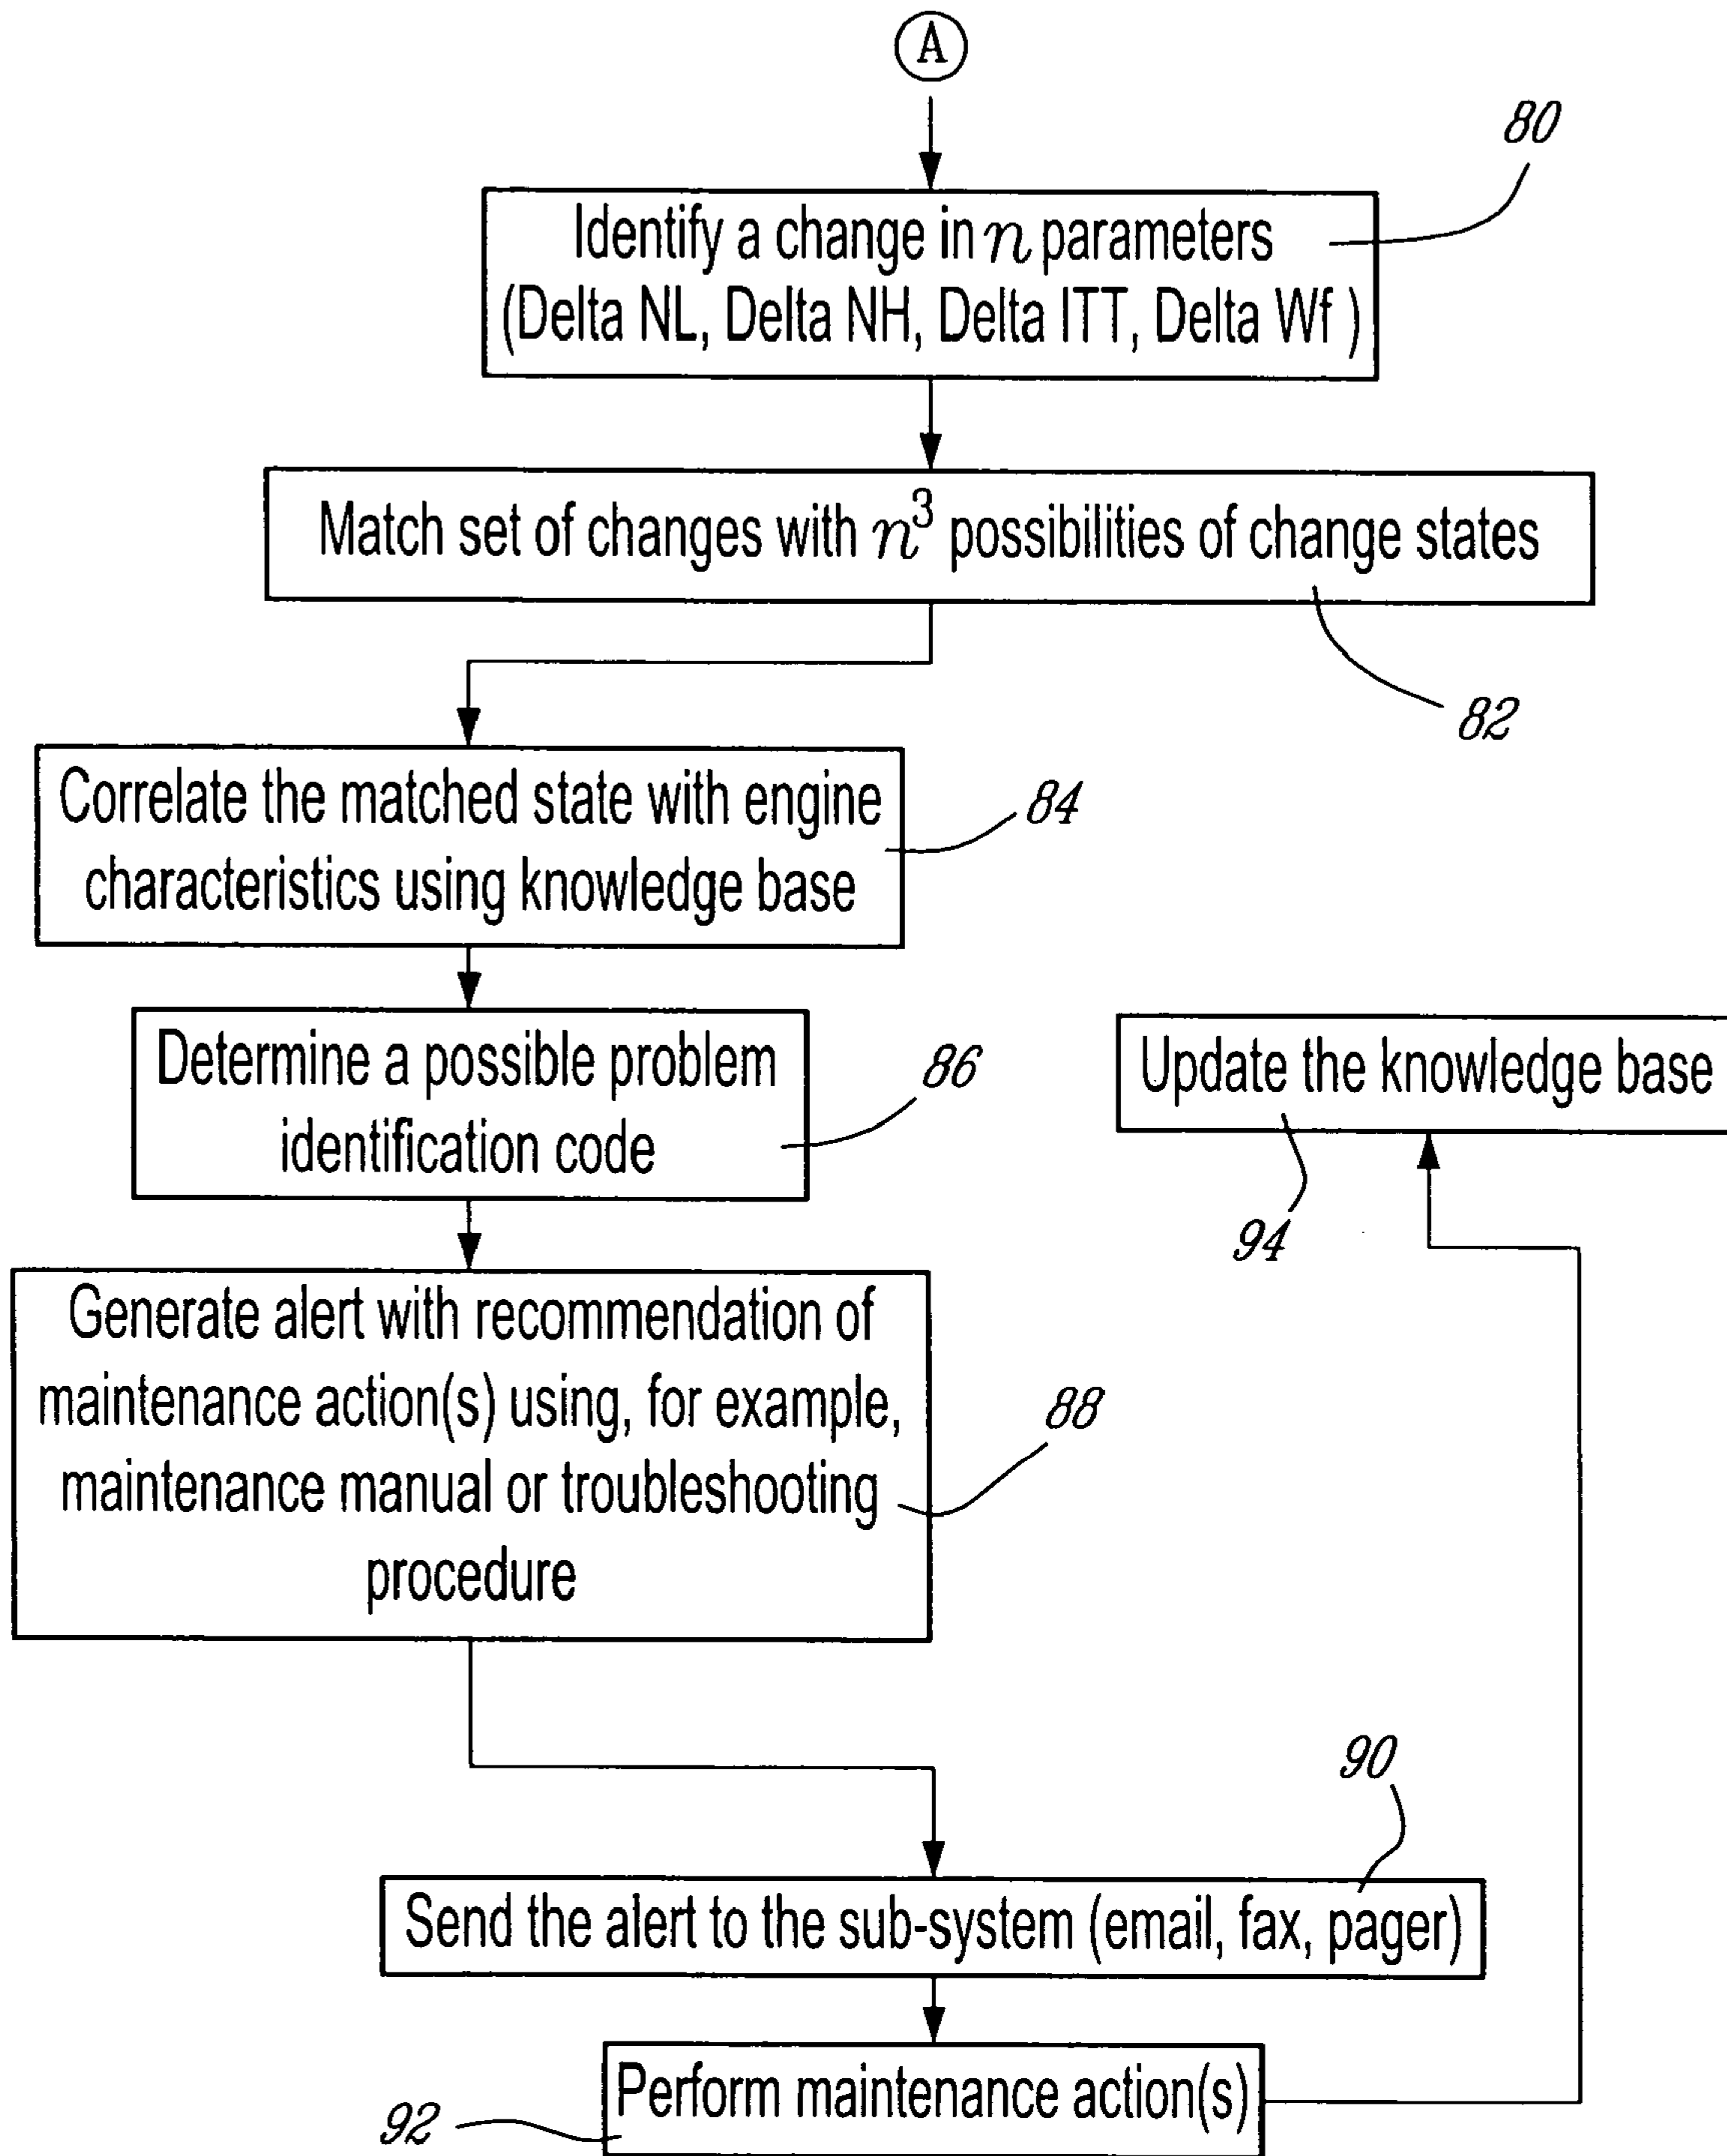 A
80
Identify a change in n parameters
(Delta NL, Delta NH, Delta ITT, Delta Wf )
Match set of changes with n³ possibilities of change states
82
Correlate the matched state with engine
characteristics using knowledge base
84
Determine a possible problem
identification code
86
Update the knowledge base
94
Generate alert with recommendation of
maintenance action(s) using, for example,
maintenance manual or troubleshooting
procedure
88
90
Send the alert to the sub-system (email, fax, pager)
Perform maintenance action(s)
92